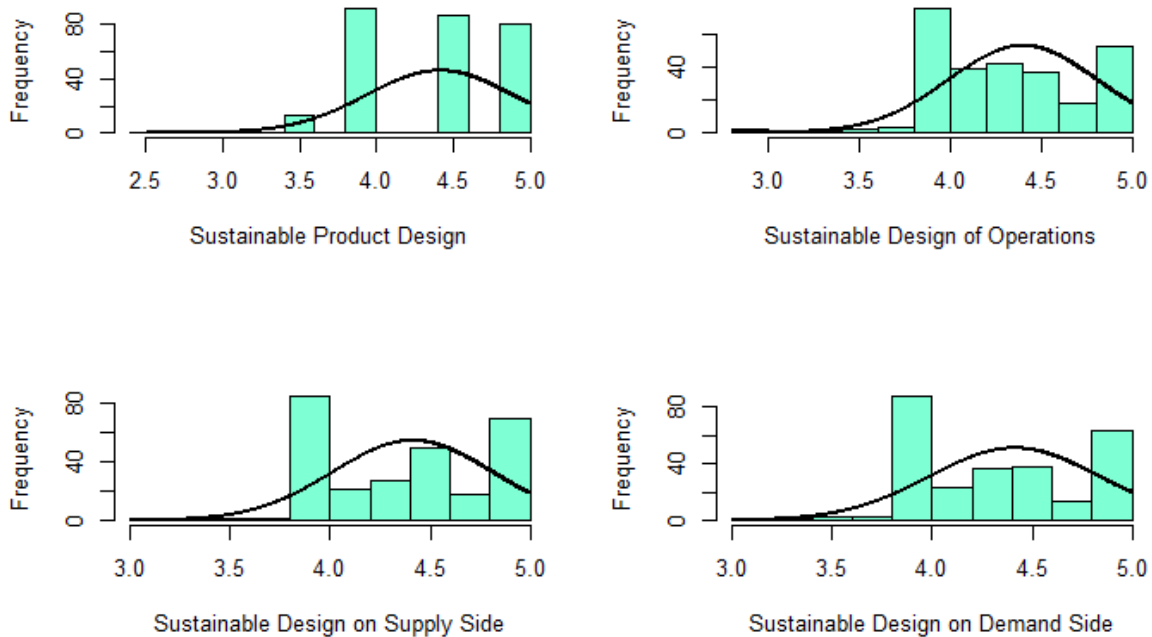 Frequency
0 40 80
2.5 3.0 3.5 4.0 4.5 5.0
Sustainable Product Design
Frequency
0 40
3.0 3.5 4.0 4.5 5.0
Sustainable Design of Operations
Frequency
0 40 80
3.0 3.5 4.0 4.5 5.0
Sustainable Design on Supply Side
Frequency
0 40 80
3.0 3.5 4.0 4.5 5.0
Sustainable Design on Demand Side